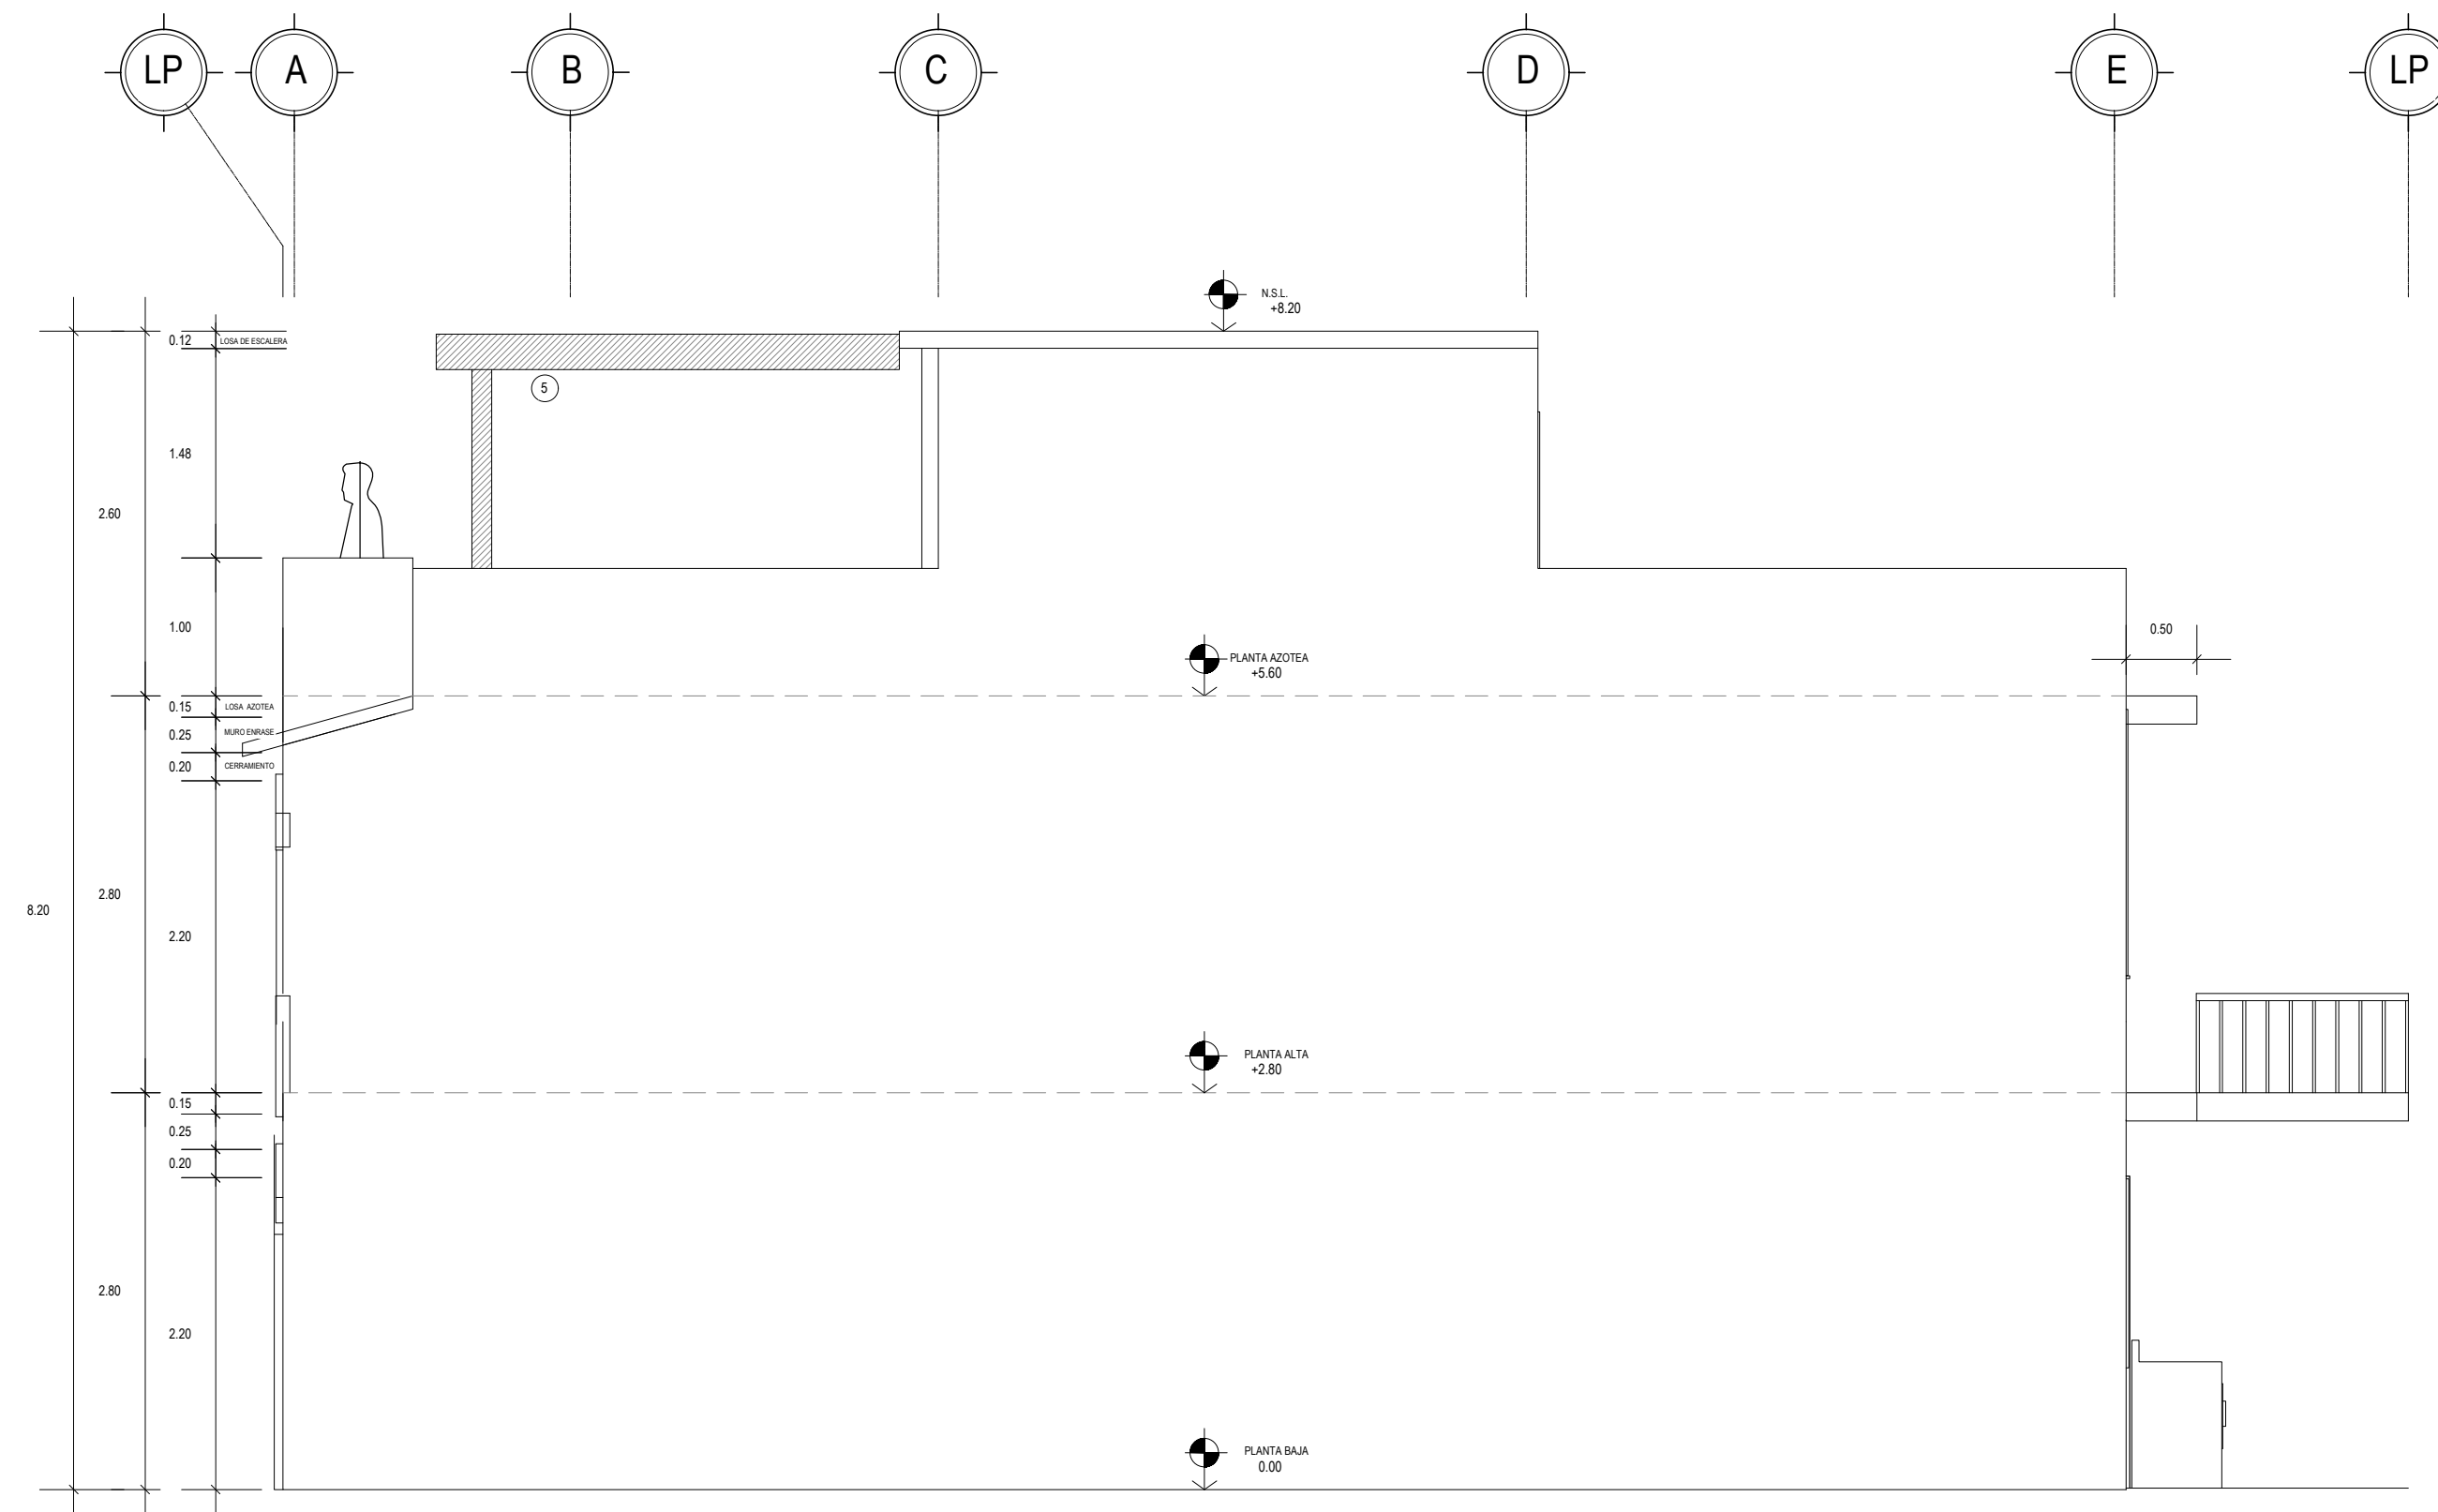 LP A B C D E LP
N.S.L.
+8.20
0.12 LOSA DE ESCALERA
5
1.48
2.60
1.00
0.50
PLANTA AZOTEA
+5.60
0.15 LOSA AZOTEA
0.25 MURO ENRASE
0.20 CERRAMIENTO
2.80
8.20
2.20
PLANTA ALTA
+2.80
0.15
0.25
0.20
2.80
2.20
PLANTA BAJA
0.00